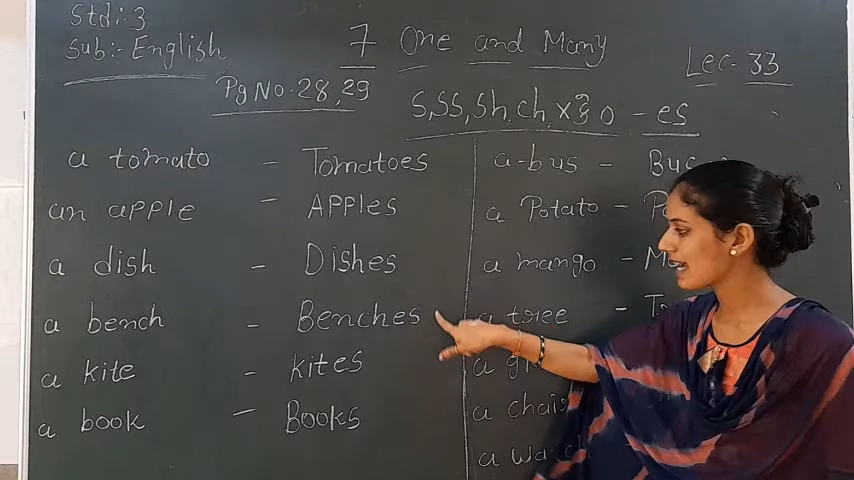 Std:-3
Sub:- English
7 One and Many
Lec- 33
Pg No. 28, 29
S, SS, Sh, Ch, x, z, o - es
a tomato - Tomatoes
an apple - Apples
a dish - Dishes
a bench - Benches
a kite - kites
a book - Books
a-bus -
a Potato -
a mango -
a tree -
a
a chair
a